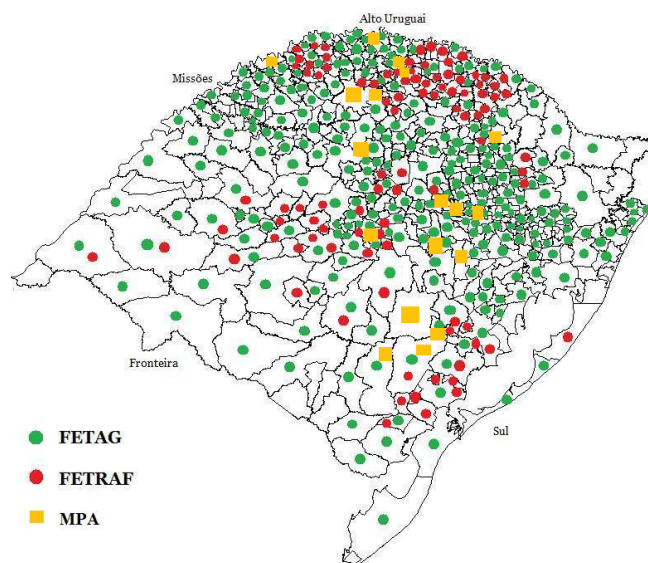 Alto Uruguai
Missões
Fronteira
Sul
FETAG
FETRAF
MPA